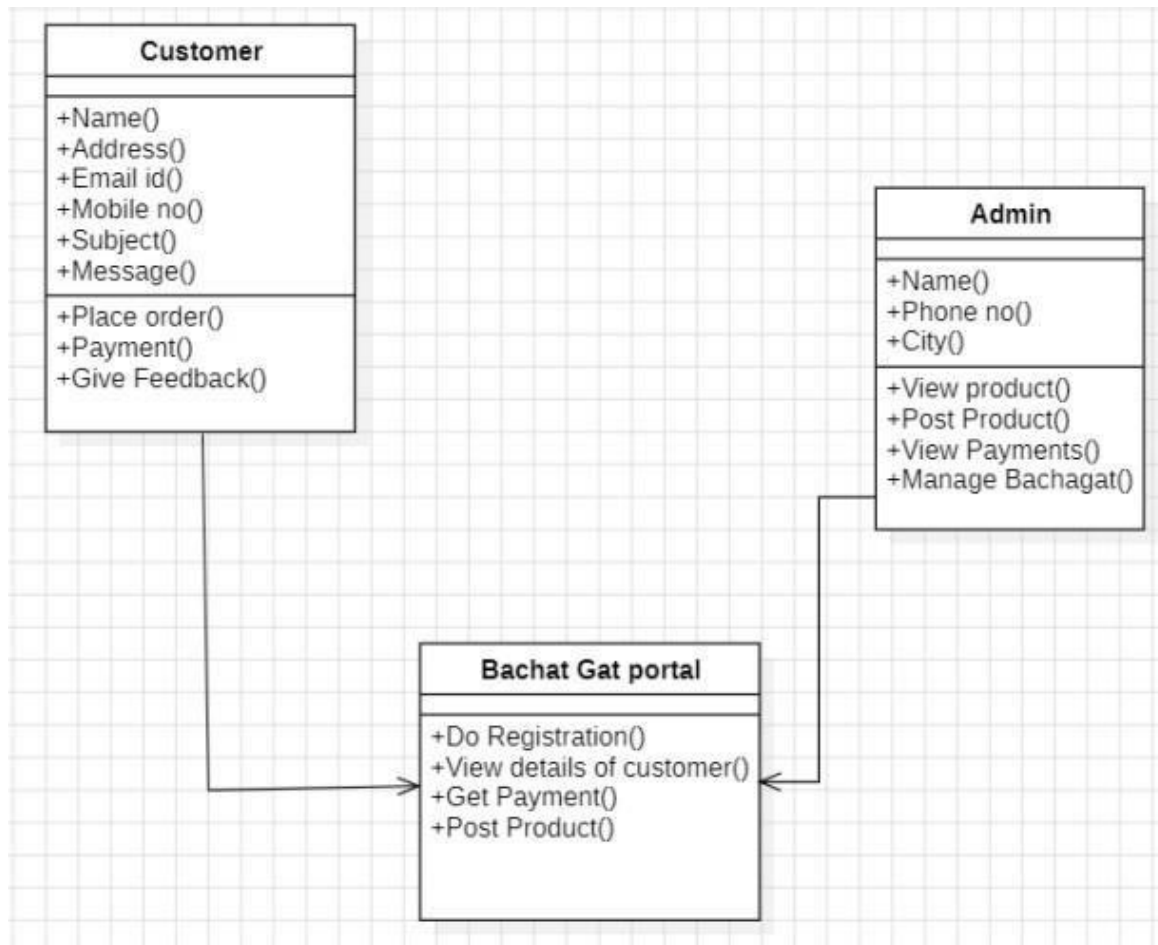 Customer
+Name()
+Address()
+Email id()
+Mobile no()
+Subject()
+Message()
+Place order()
+Payment()
+Give Feedback()
Admin
+Name()
+Phone no()
+City()
+View product()
+Post Product()
+View Payments()
+Manage Bachagat()
Bachat Gat portal
+Do Registration()
+View details of customer()
+Get Payment()
+Post Product()